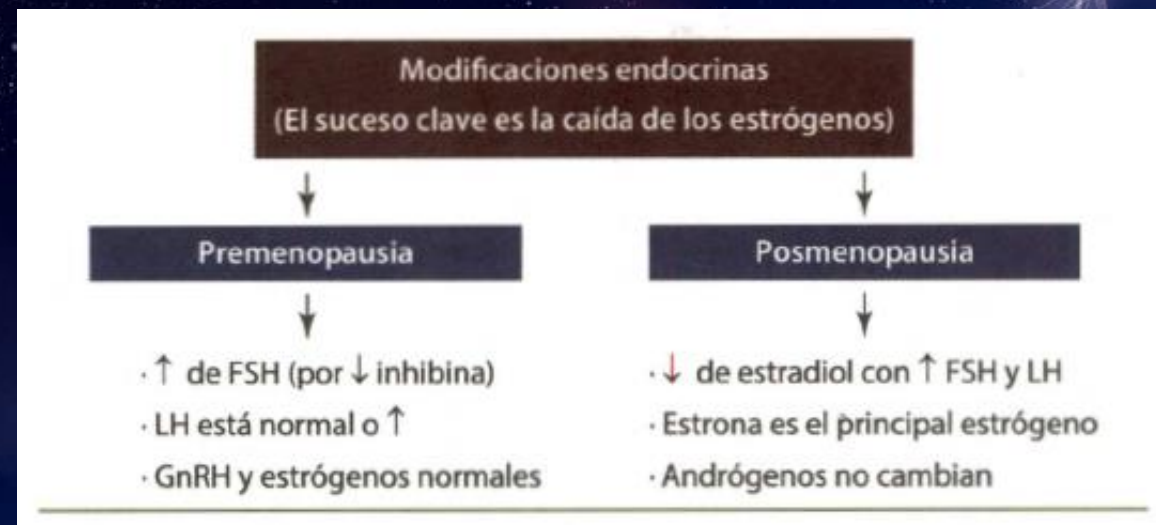 Modificaciones endocrinas
(El suceso clave es la caída de los estrógenos)
Premenopausia
· ↑ de FSH (por ↓ inhibina)
· LH está normal o ↑
· GnRH y estrógenos normales
Posmenopausia
· ↓ de estradiol con ↑ FSH y LH
· Estrona es el principal estrógeno
· Andrógenos no cambian